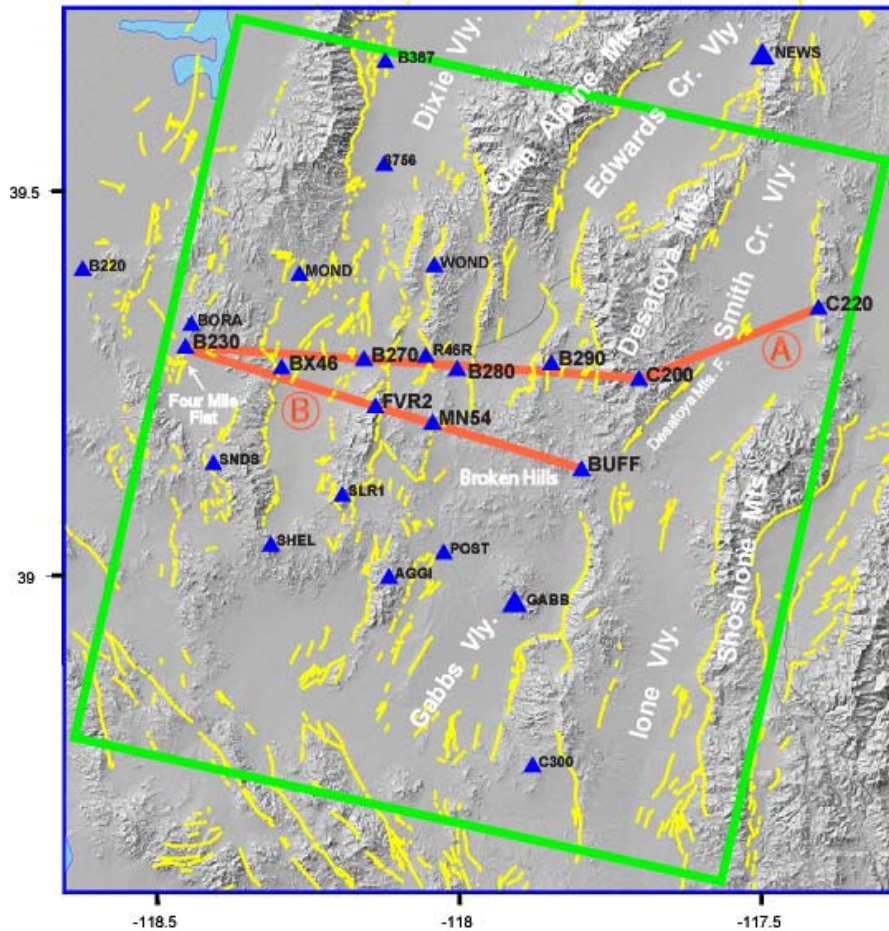 B387
Dixie Vly.
Clan Alpine Mts.
Edwards Cr. Vly.
NEWS
39.5
S756
B220
MOND
WOND
Desatoya Mts.
Smith Cr. Vly.
C220
BORA
B230
BX46
B270
R46R
B280
B290
C200
A
Four Mile
Flat
B
FVR2
MN54
Desatoya Mts. F.
BUFF
SNDS
SLR1
Broken Hills
SHEL
POST
39
AGGI
GABB
Shoshone Mts
Gabbs Vly.
Ione Vly.
C300
-118.5
-118
-117.5